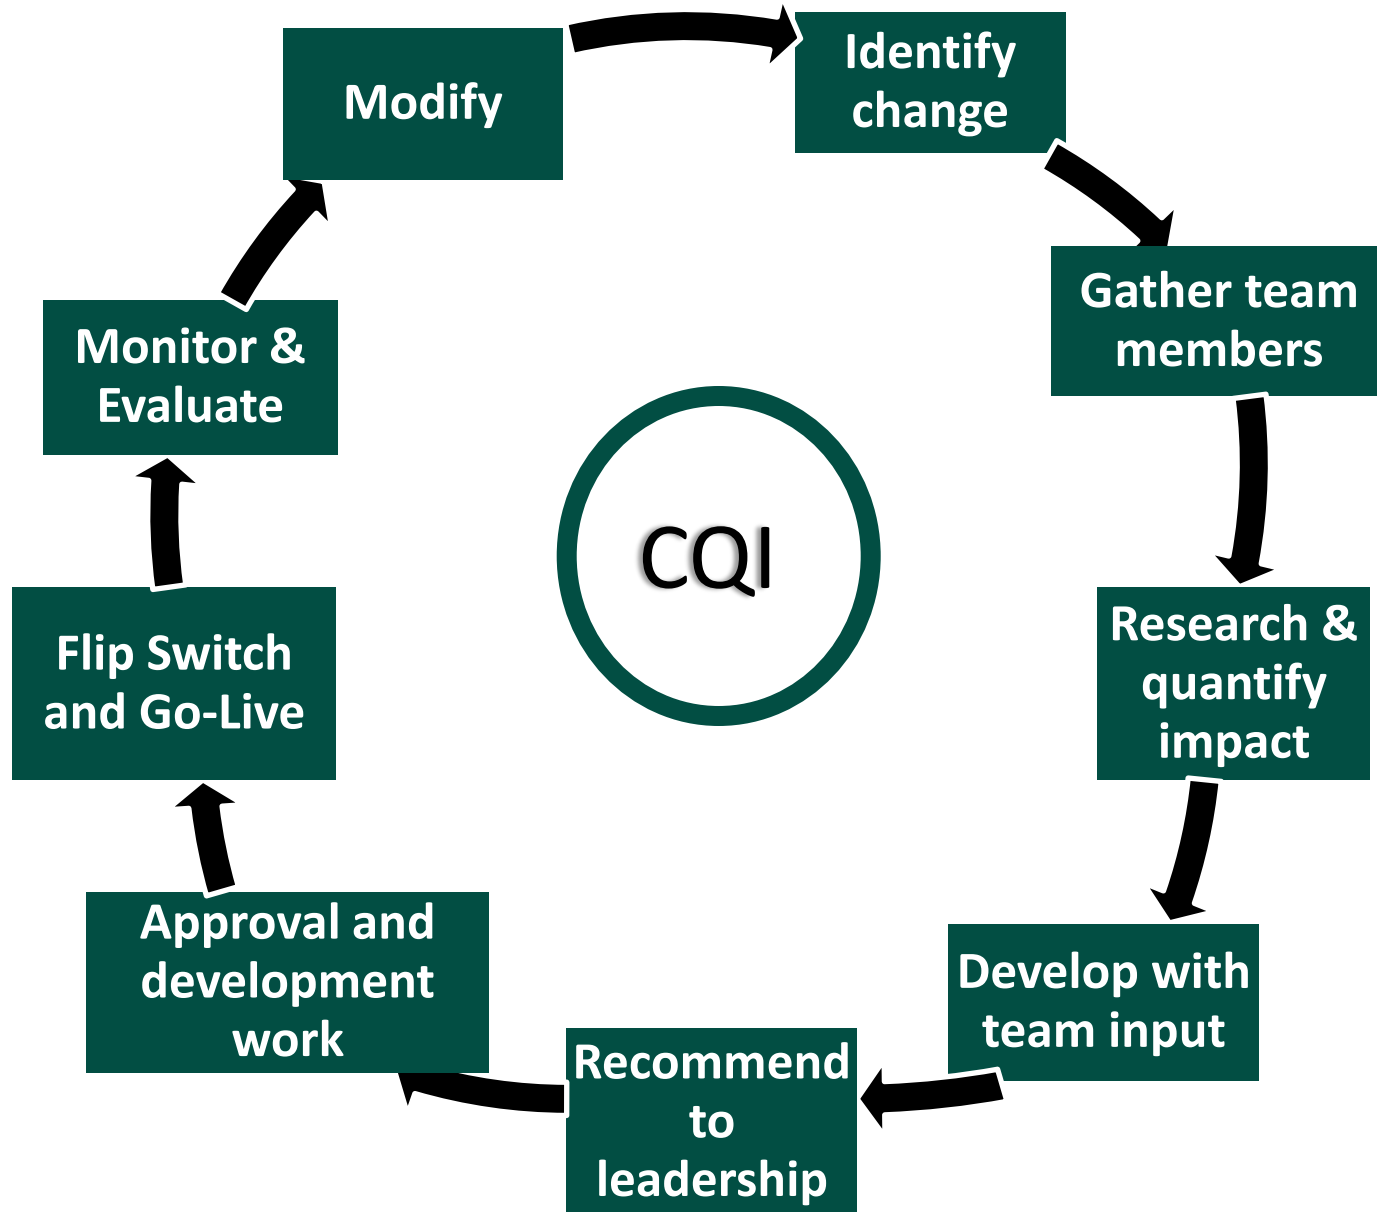 Modify
Identify
change
Gather team
members
Research &
quantify
impact
Develop with
team input
Recommend
to
leadership
Approval and
development
work
Flip Switch
and Go-Live
Monitor &
Evaluate
CQI